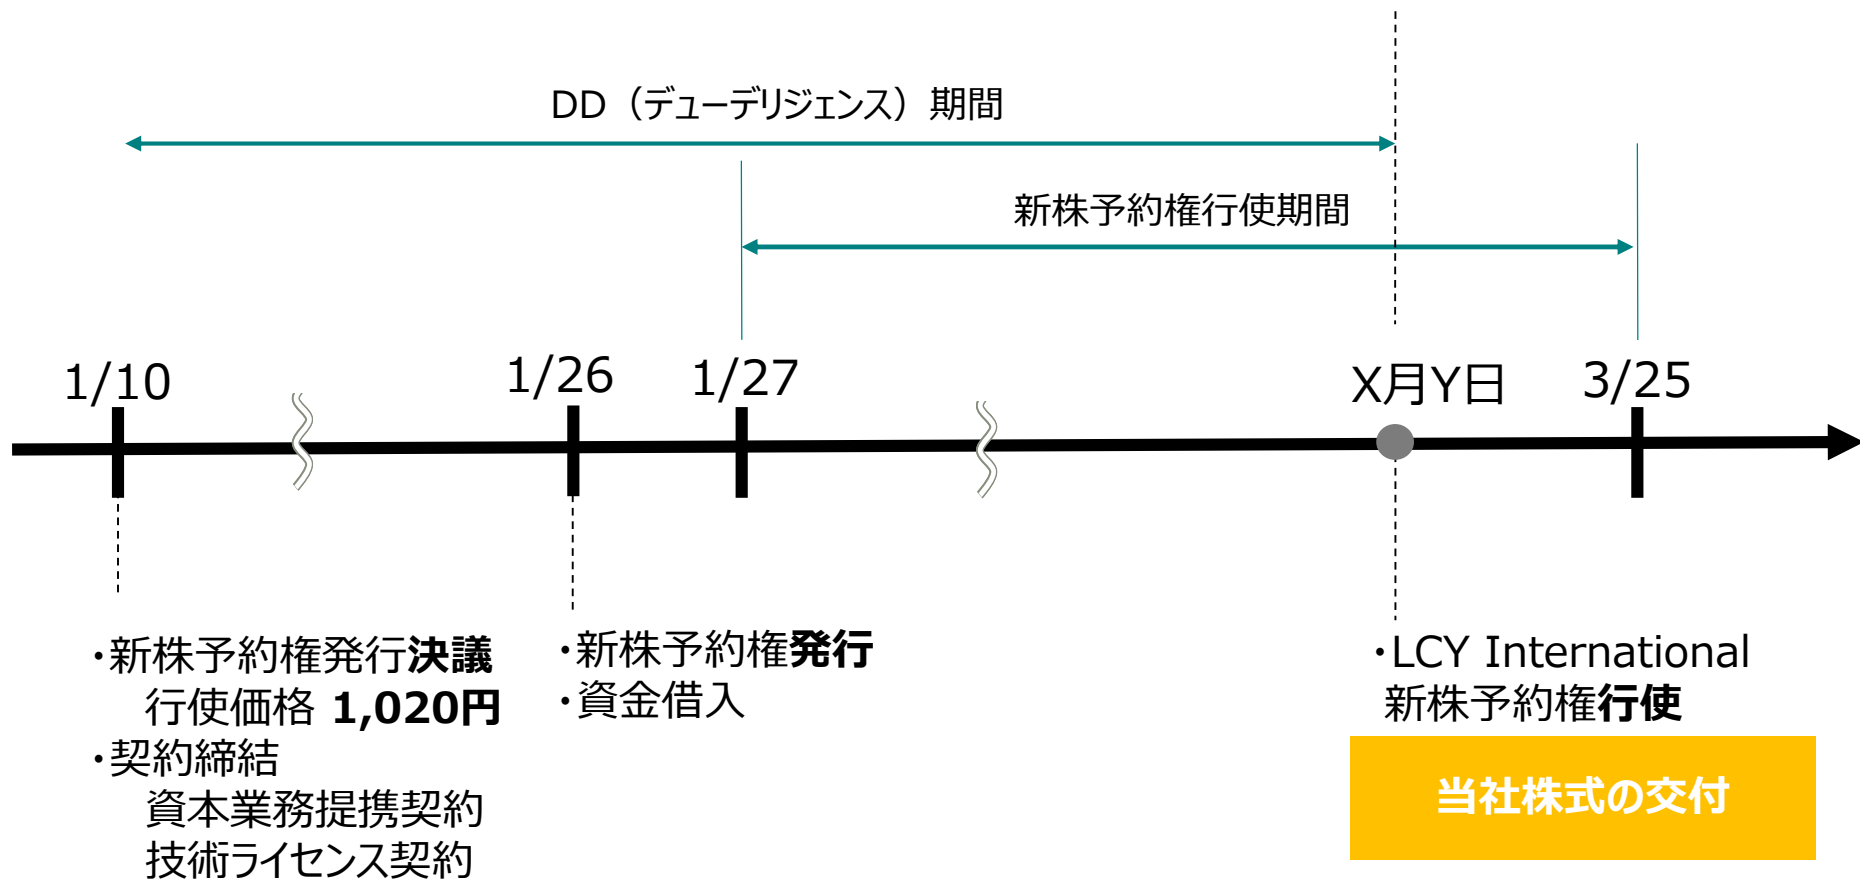 DD（デューデリジェンス）期間
新株予約権行使期間
1/10
1/26
1/27
X月Y日
3/25
・新株予約権発行決議
行使価格 1,020円
・契約締結
資本業務提携契約
技術ライセンス契約
・新株予約権発行
・資金借入
・LCY International
新株予約権行使
当社株式の交付